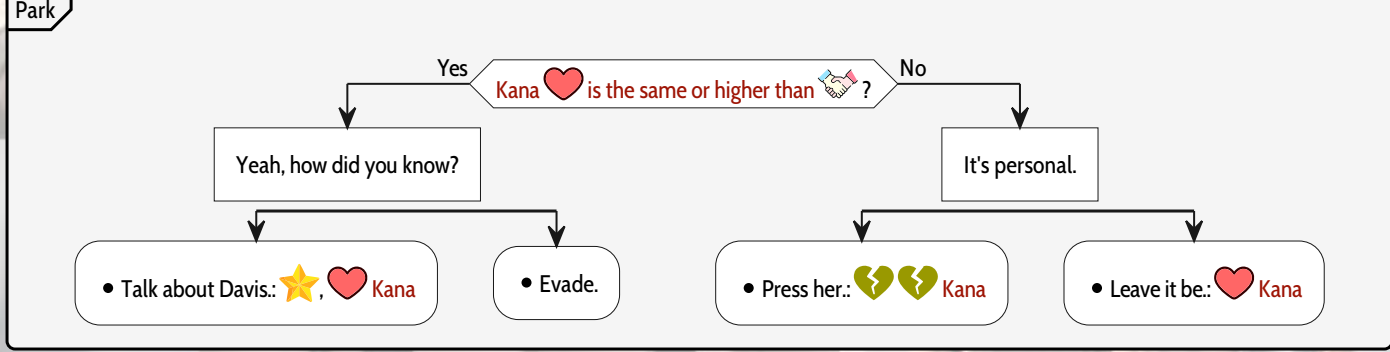 Park
Yes
Kana is the same or higher than ?
No
Yeah, how did you know?
It's personal.
• Talk about Davis.: , Kana
• Evade.
• Press her.: Kana
• Leave it be.: Kana